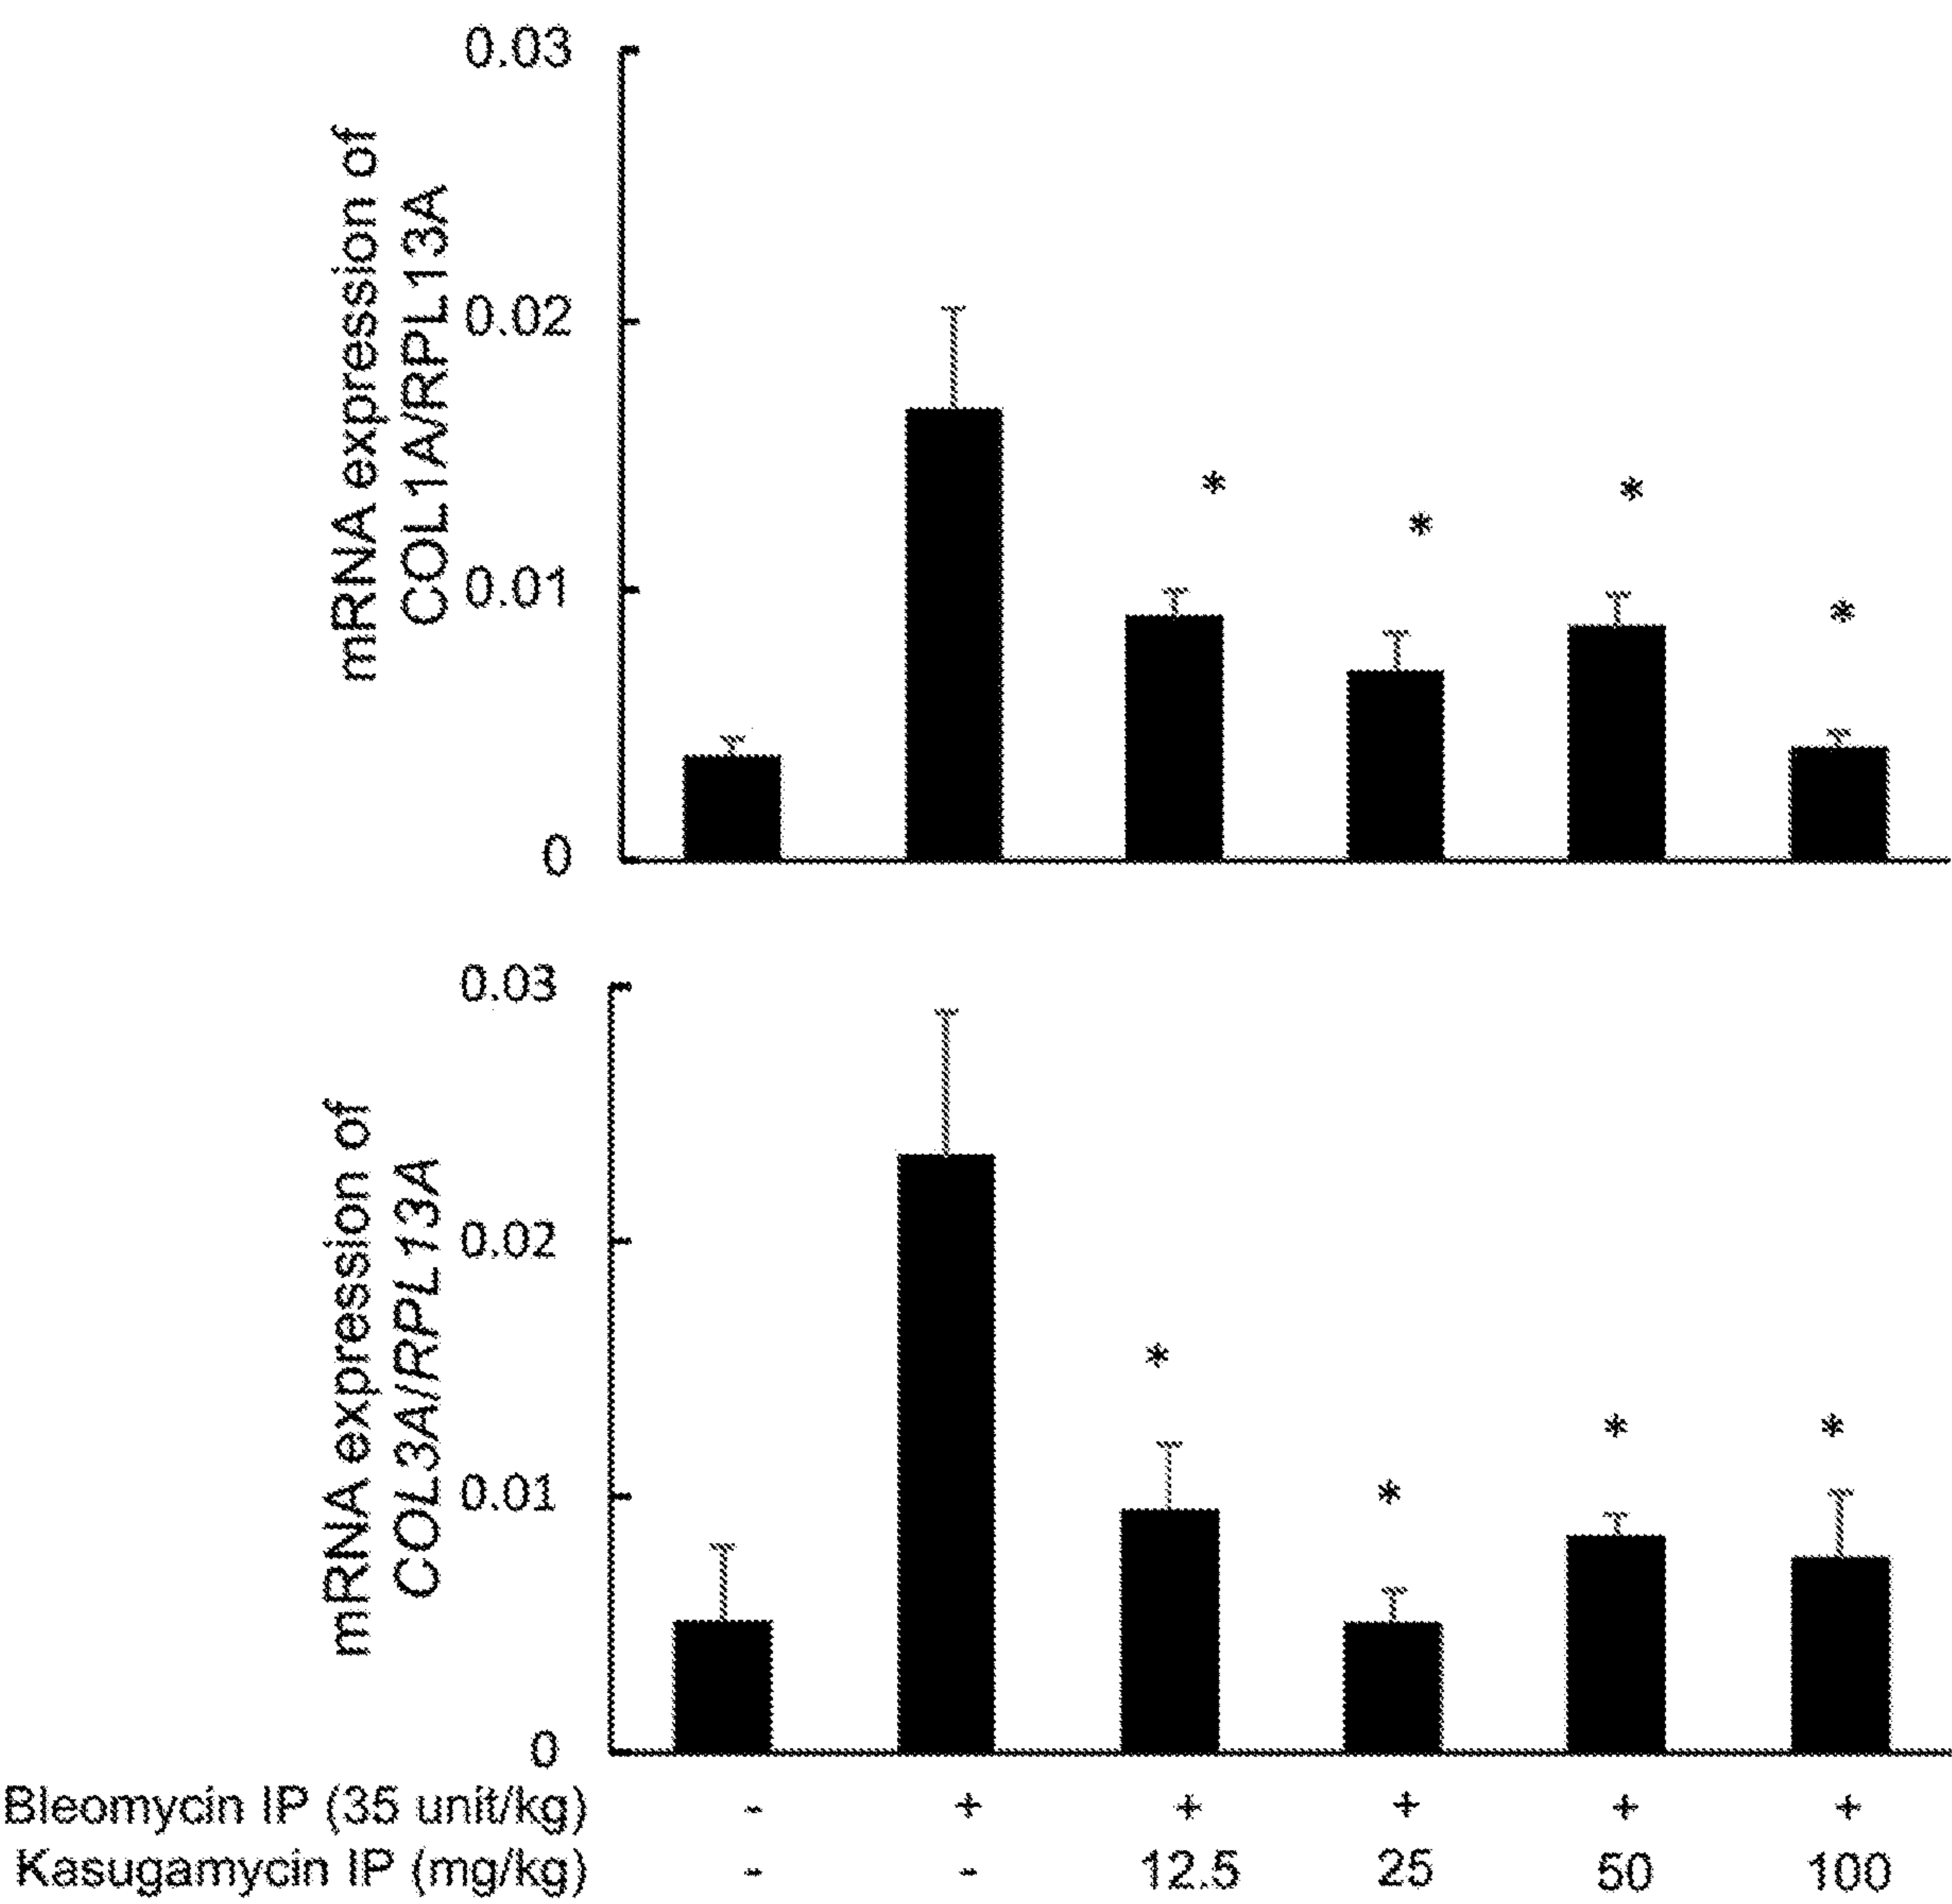 mRNA expression of
COL1A/RPL13A
0.03
0.02
0.01
0
* * * *
mRNA expression of
COL3A/RPL13A
0.03
0.02
0.01
0
* * * *
Bleomycin IP (35 unit/kg) - + + + + +
Kasugamycin IP (mg/kg) - - 12.5 25 50 100